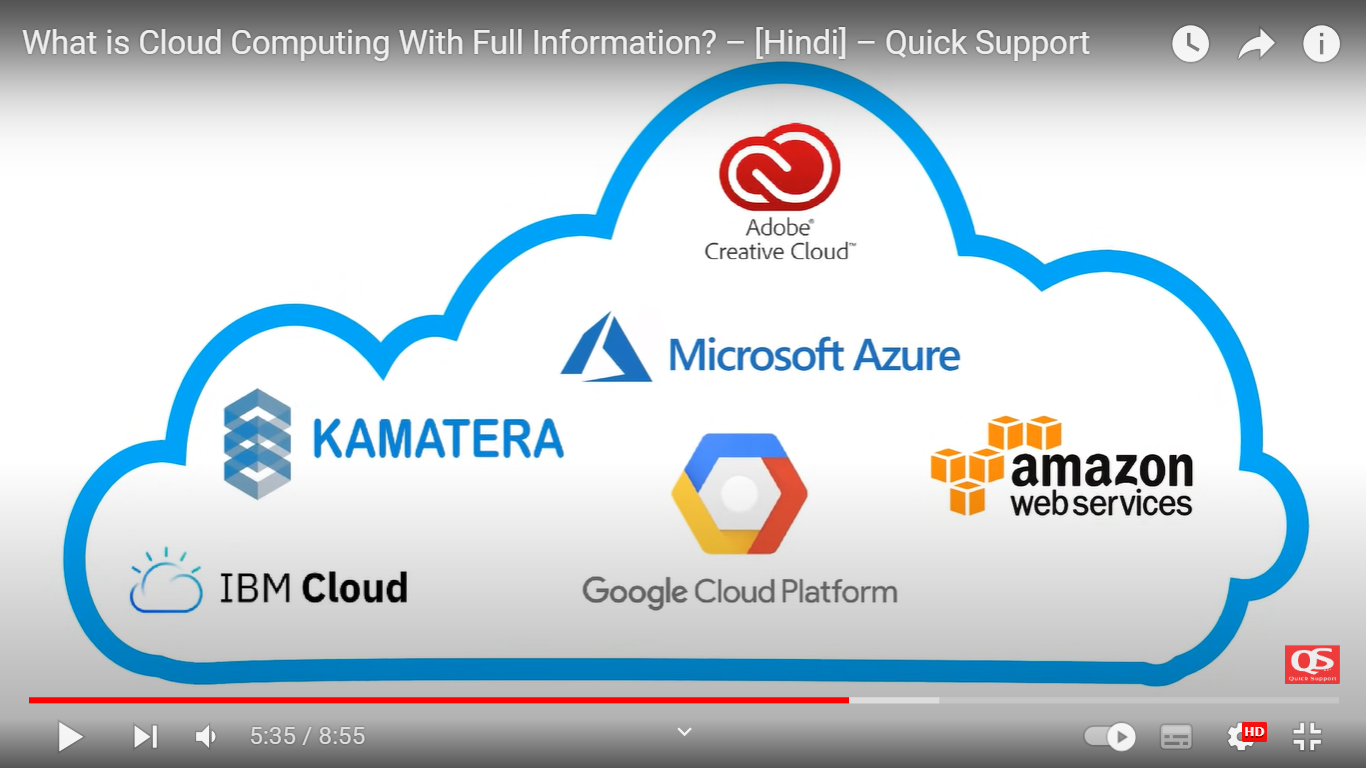 What is Cloud Computing With Full Information? – [Hindi] – Quick Support
Adobe®
Creative Cloud™
Microsoft Azure
KAMATERA
amazon
web services
IBM Cloud
Google Cloud Platform
QS
Quick Support
5:35 / 8:55
HD